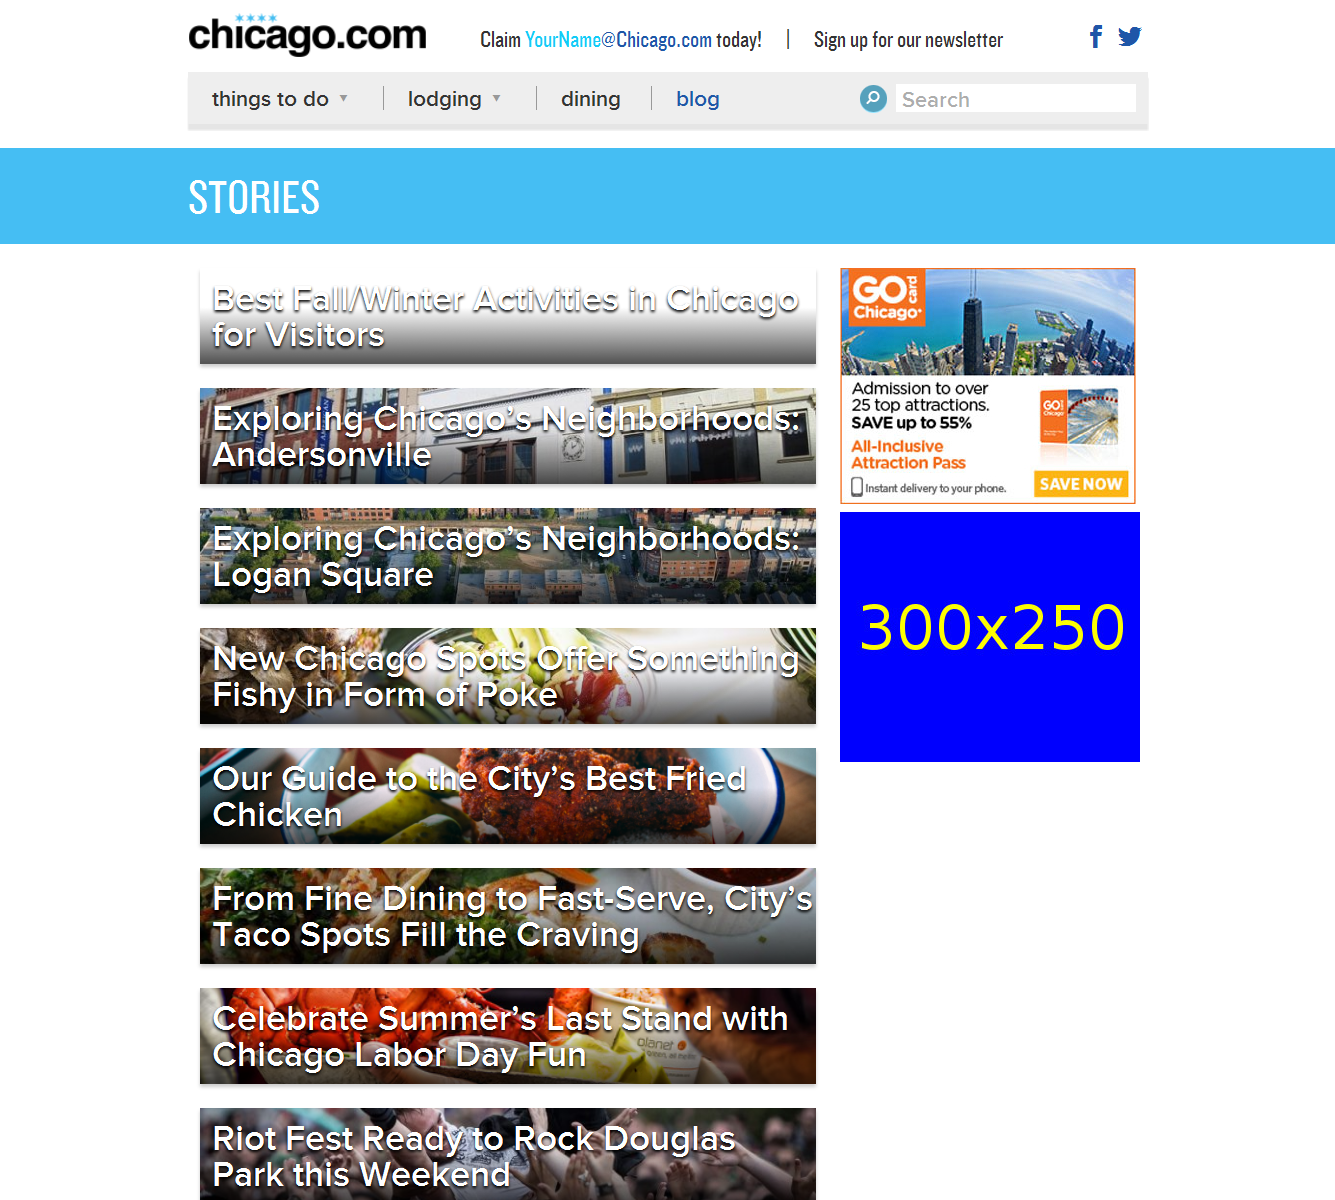 chicago.com
Claim YourName@Chicago.com today!
Sign up for our newsletter
things to do
lodging
dining
blog
Search
STORIES
Best Fall/Winter Activities in Chicago
for Visitors
Exploring Chicago's Neighborhoods:
Andersonville
Exploring Chicago's Neighborhoods:
Logan Square
New Chicago Spots Offer Something
Fishy in Form of Poke
Our Guide to the City's Best Fried
Chicken
From Fine Dining to Fast-Serve, City's
Taco Spots Fill the Craving
Celebrate Summer's Last Stand with
Chicago Labor Day Fun
planet
Riot Fest Ready to Rock Douglas
Park this Weekend
GO card
Chicago
Admission to over
25 top attractions.
SAVE up to 55%
All-Inclusive
Attraction Pass
GO
Instant delivery to your phone.
SAVE NOW
300x250